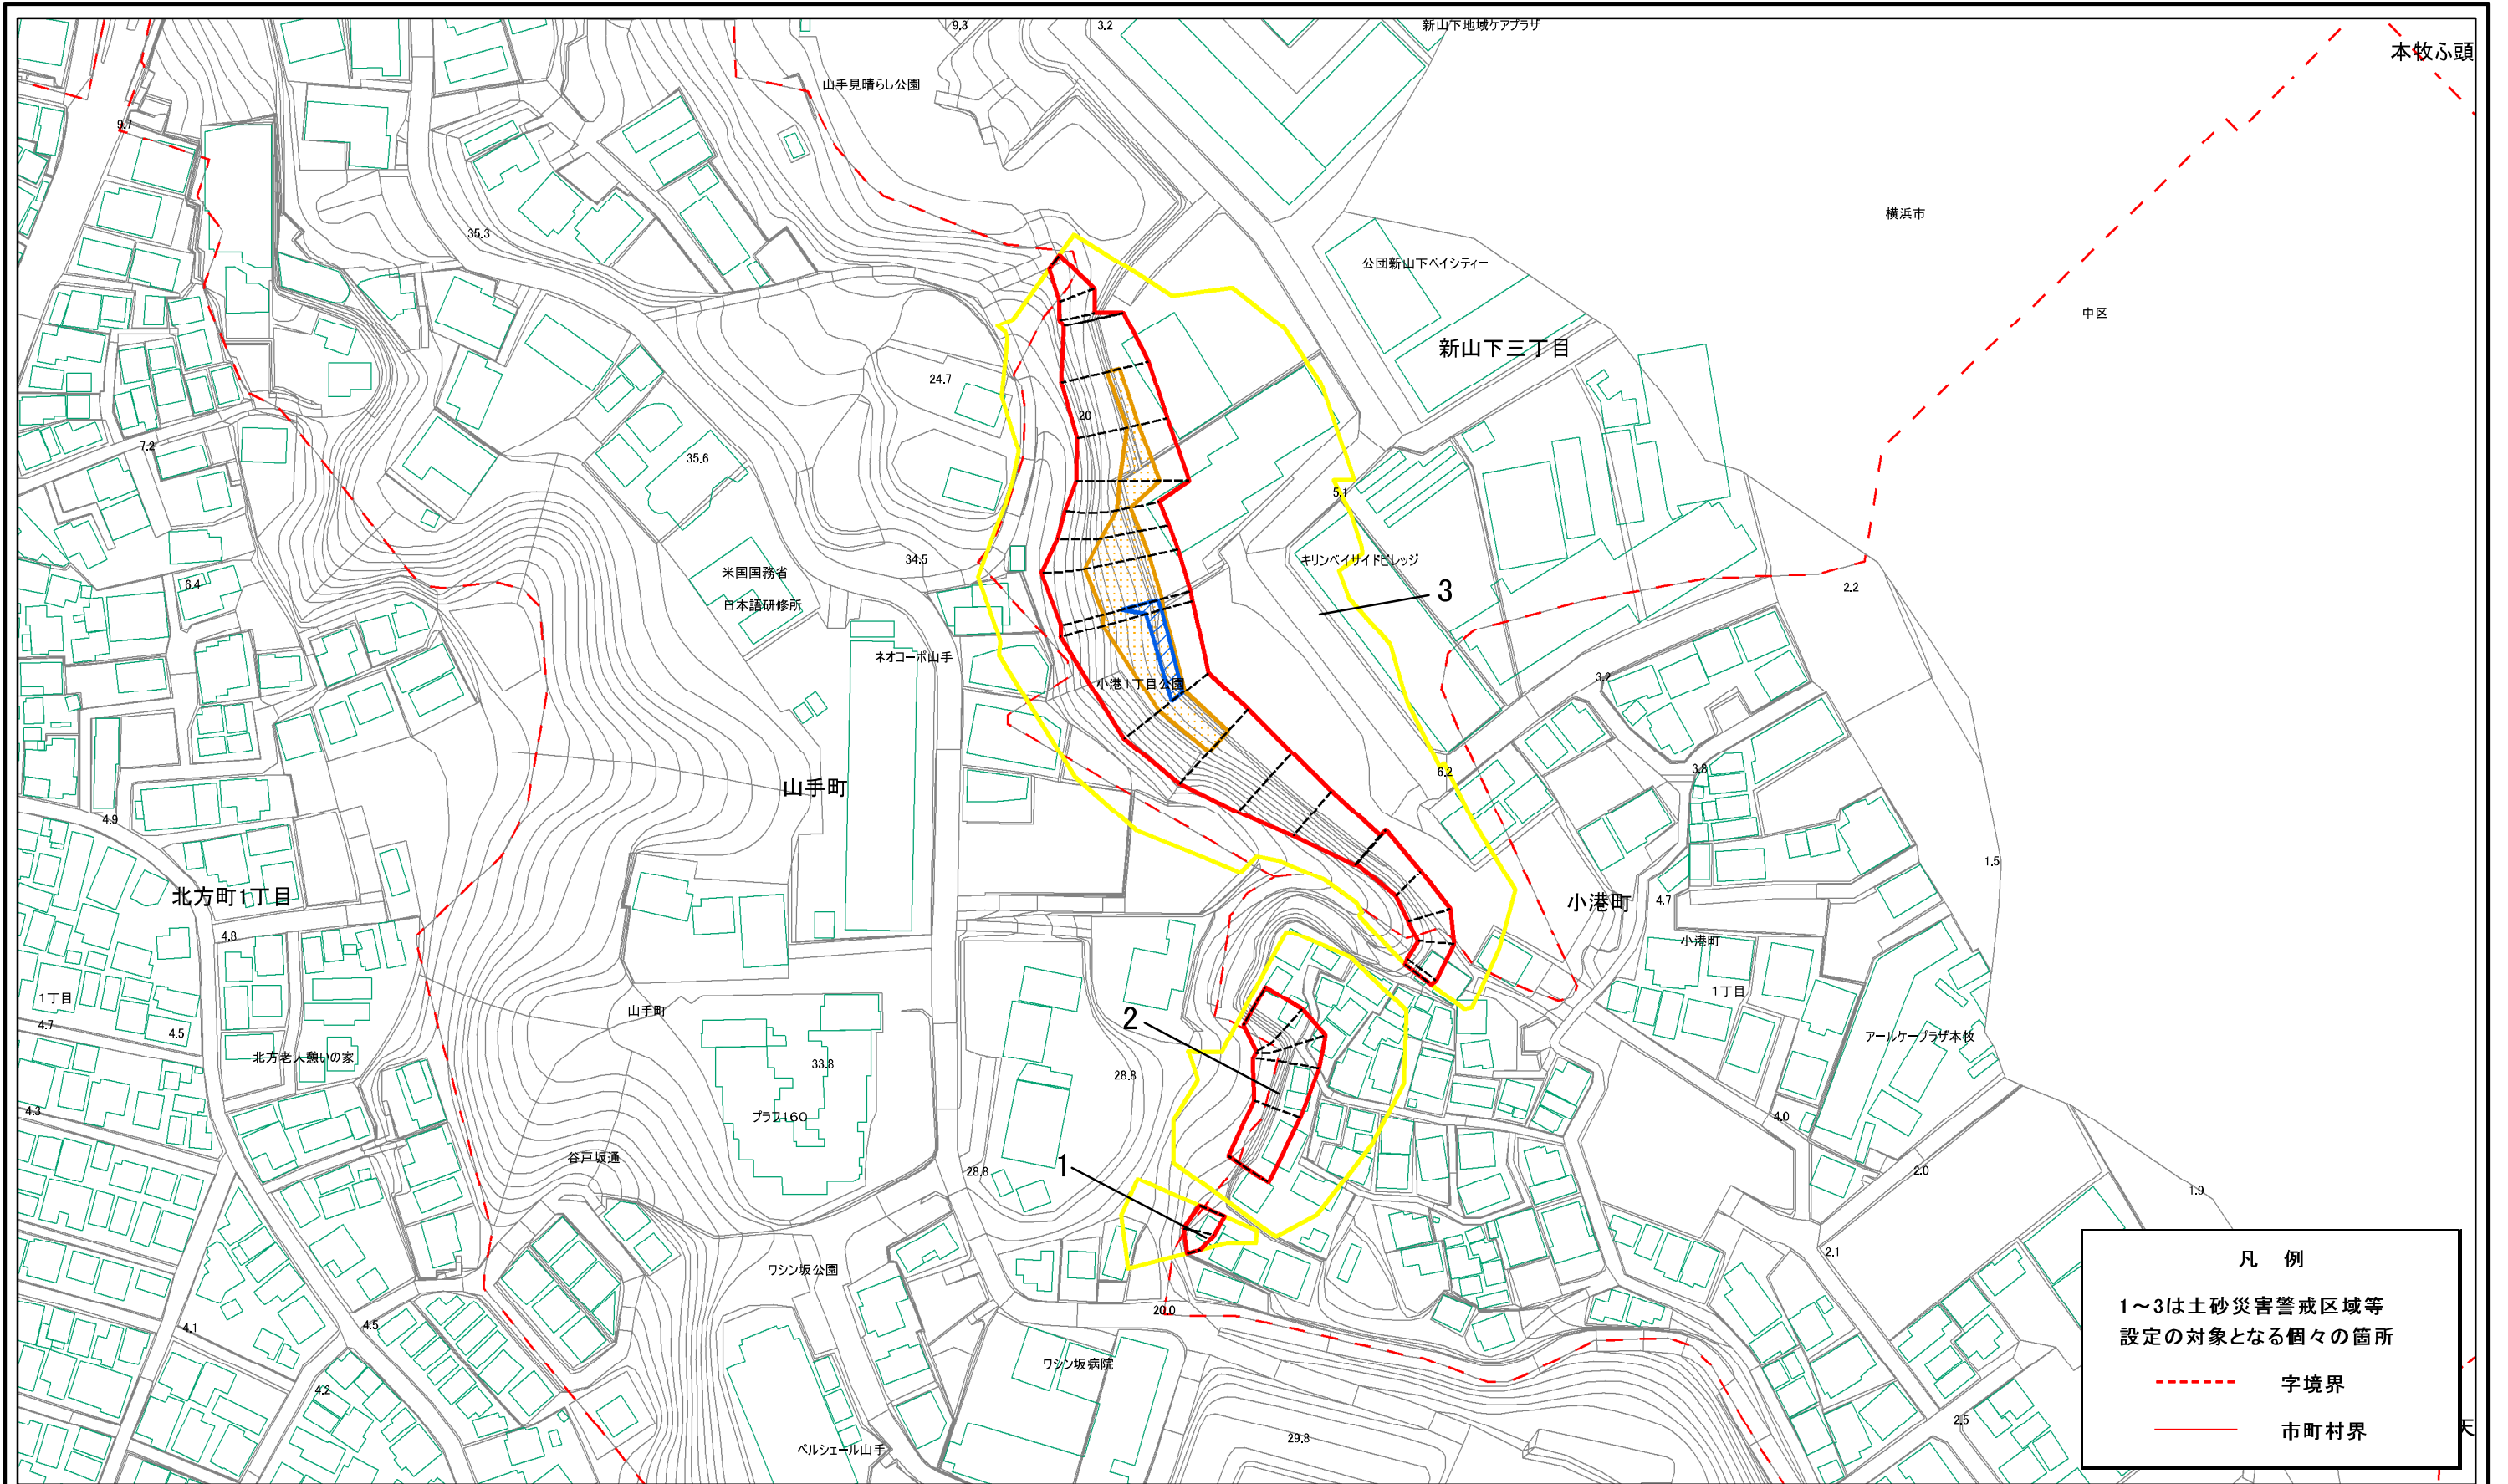 9.3
3.2
新山下地域ケアプラザ
本牧ふ頭
山手見晴らし公園
9.7
横浜市
35.3
公団新山下ベイシティー
中区
新山下三丁目
24.7
20
7.2
35.6
5.1
34.5
キリンベイサイドビレッジ
米国国務省
日本語研修所
6.4
3
2.2
ネオコーポ山手
小港1丁目公園
3.2
6.2
3.8
山手町
4.9
1.5
北方町1丁目
小港町
4.7
4.8
小港町
1丁目
1丁目
山手町
2
4.7
4.5
アールケープラザ本牧
北方老人憩いの家
33.8
28.8
4.3
プラフ160
4.0
谷戸坂通
1
28.8
2.0
1.9
2.1
ワシン坂公園
20.0
4.5
4.1
ワシン坂病院
4.2
2.5
29.8
ベルシェール山手
天
凡 例
1～3は土砂災害警戒区域等
設定の対象となる個々の箇所
字境界
市町村界